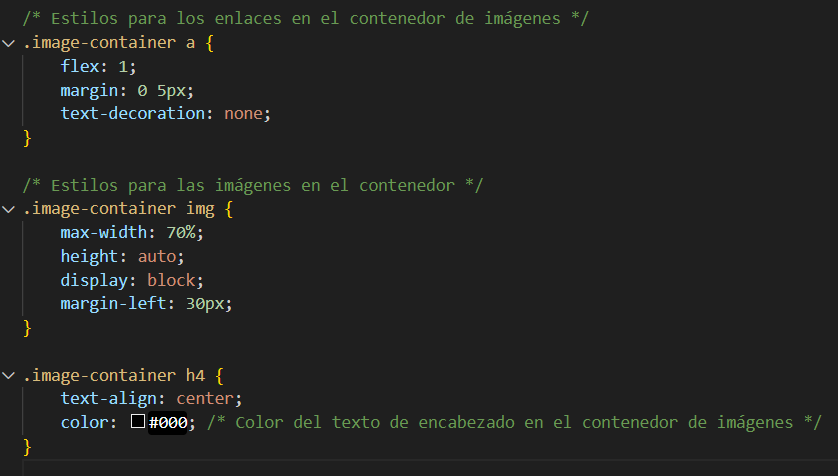 /* Estilos para los enlaces en el contenedor de imágenes */
.image-container a {
    flex: 1;
    margin: 0 5px;
    text-decoration: none;
}
/* Estilos para las imágenes en el contenedor */
.image-container img {
    max-width: 70%;
    height: auto;
    display: block;
    margin-left: 30px;
}
.image-container h4 {
    text-align: center;
    color: #000; /* Color del texto de encabezado en el contenedor de imágenes */
}